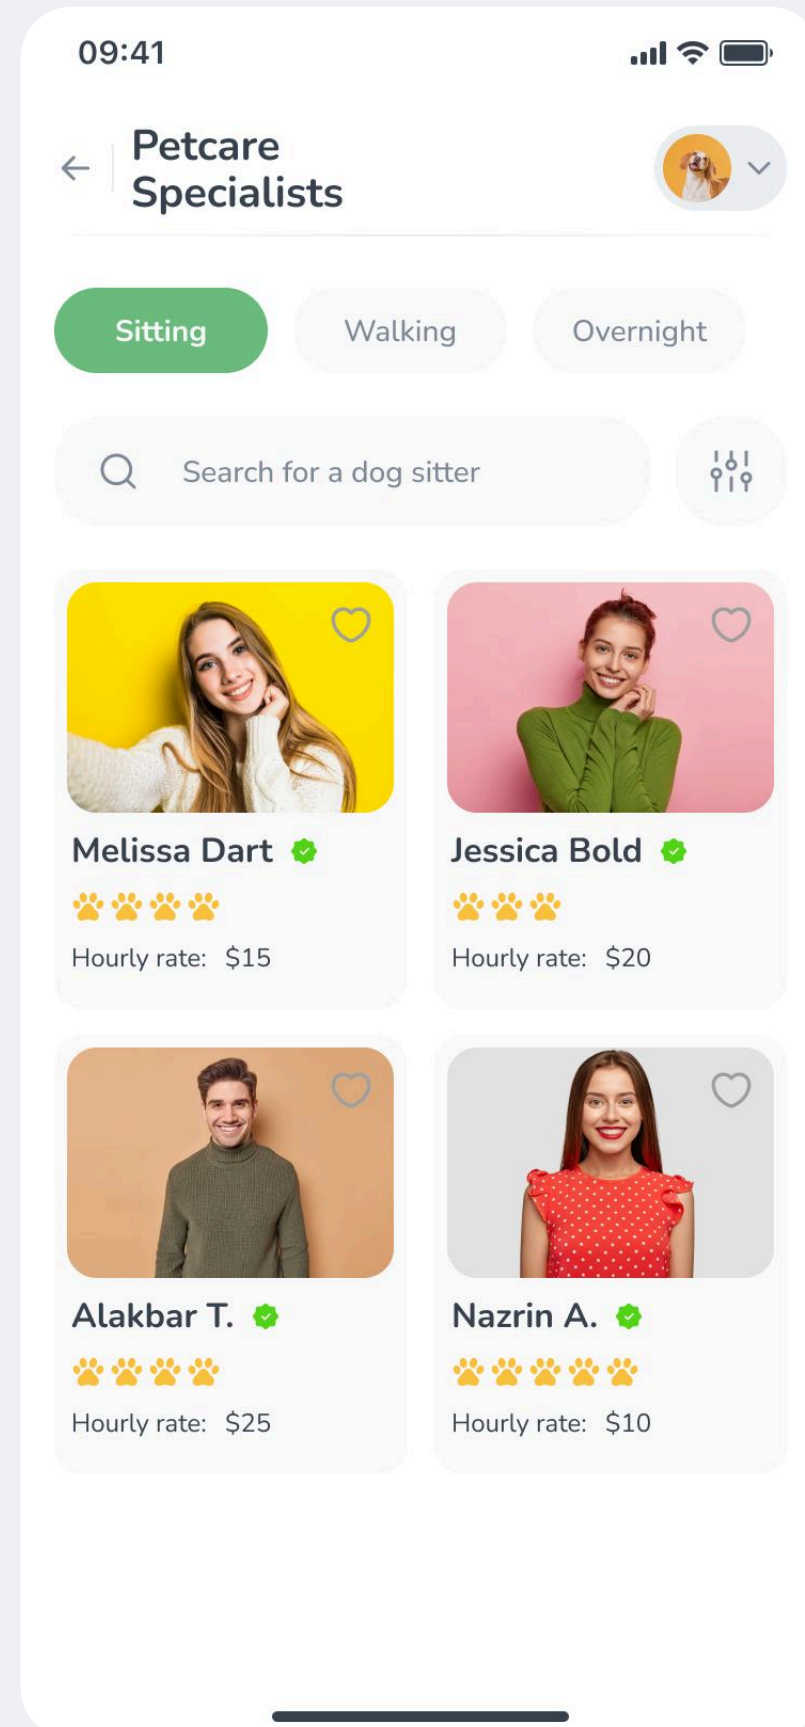 09:41
Petcare
Specialists
Sitting
Walking
Overnight
Search for a dog sitter
Melissa Dart
Hourly rate: $15
Jessica Bold
Hourly rate: $20
Alakbar T.
Hourly rate: $25
Nazrin A.
Hourly rate: $10